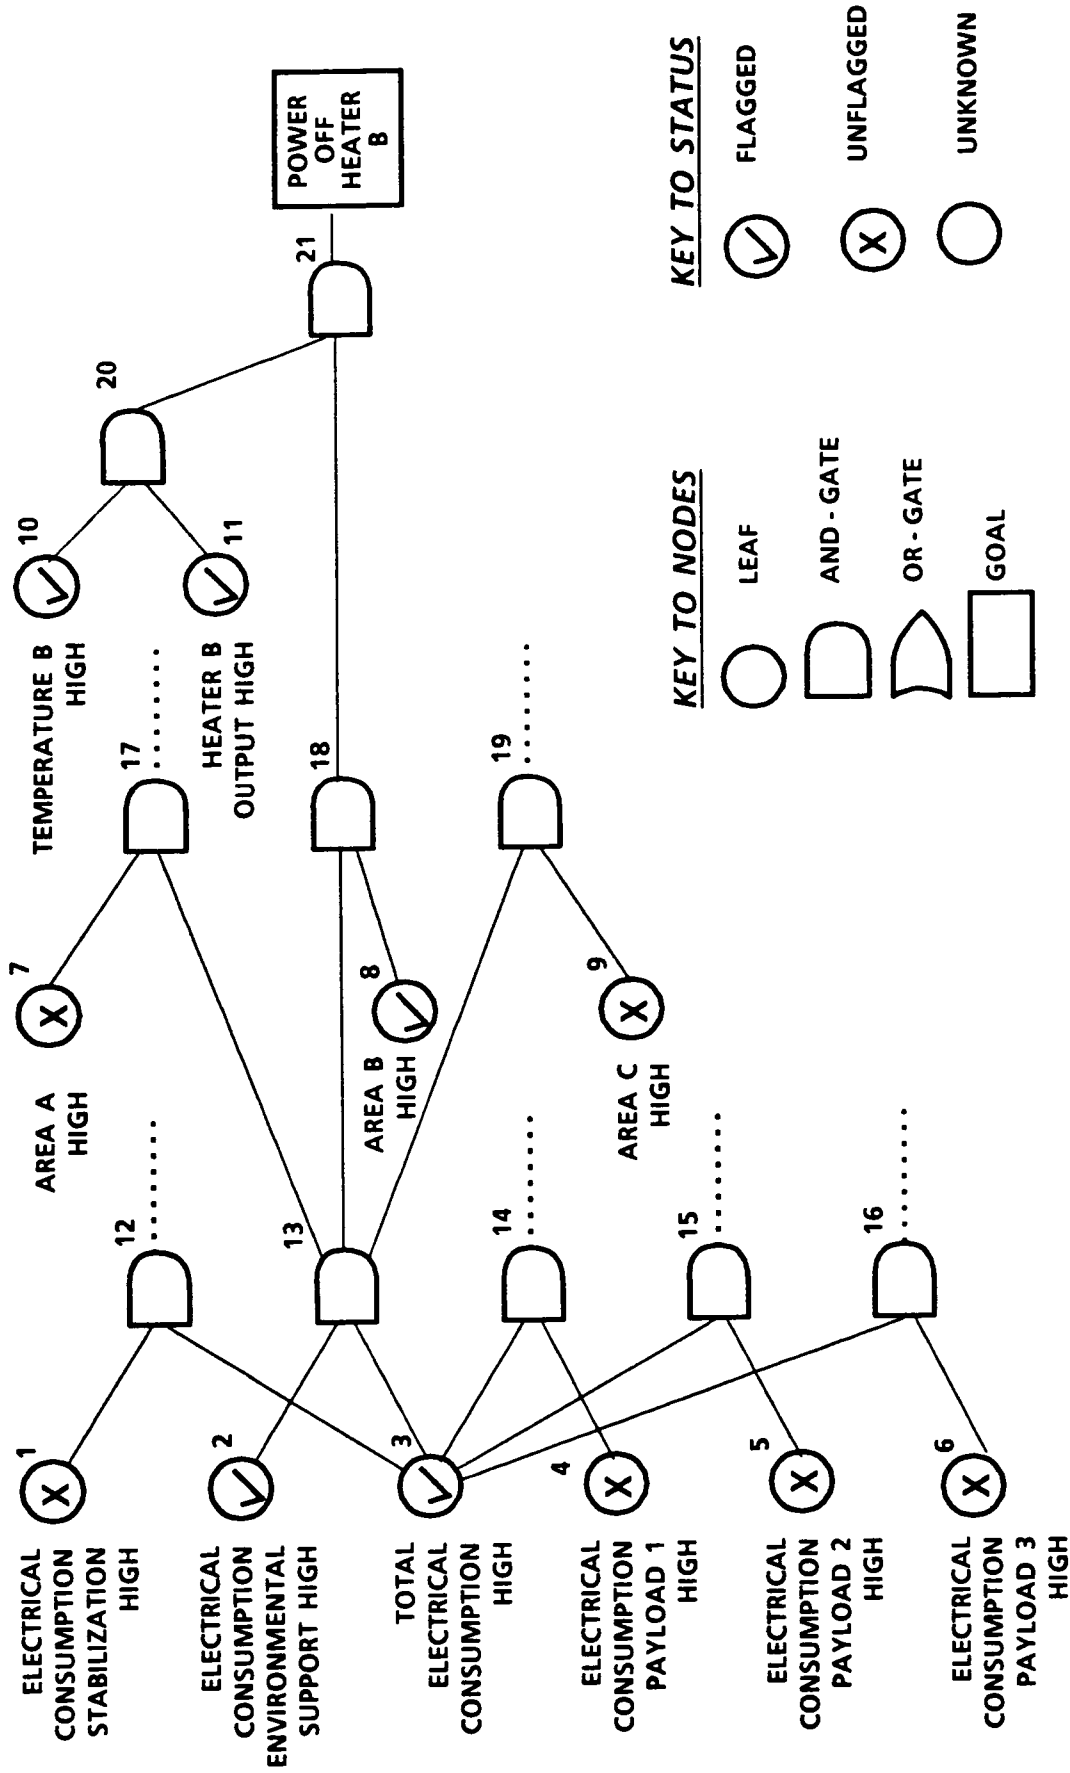 ELECTRICAL
CONSUMPTION
STABILIZATION
HIGH
1
ELECTRICAL
CONSUMPTION
ENVIRONMENTAL
SUPPORT HIGH
2
TOTAL
ELECTRICAL
CONSUMPTION
HIGH
3
ELECTRICAL
CONSUMPTION
PAYLOAD 1
HIGH
4
ELECTRICAL
CONSUMPTION
PAYLOAD 2
HIGH
5
ELECTRICAL
CONSUMPTION
PAYLOAD 3
HIGH
6
12
13
14
15
16
AREA A
HIGH
7
AREA B
HIGH
8
AREA C
HIGH
9
17
18
19
TEMPERATURE B
HIGH
10
HEATER B
OUTPUT HIGH
11
20
21
POWER
OFF
HEATER
B
KEY TO NODES
LEAF
AND-GATE
OR-GATE
GOAL
KEY TO STATUS
FLAGGED
X UNFLAGGED
UNKNOWN